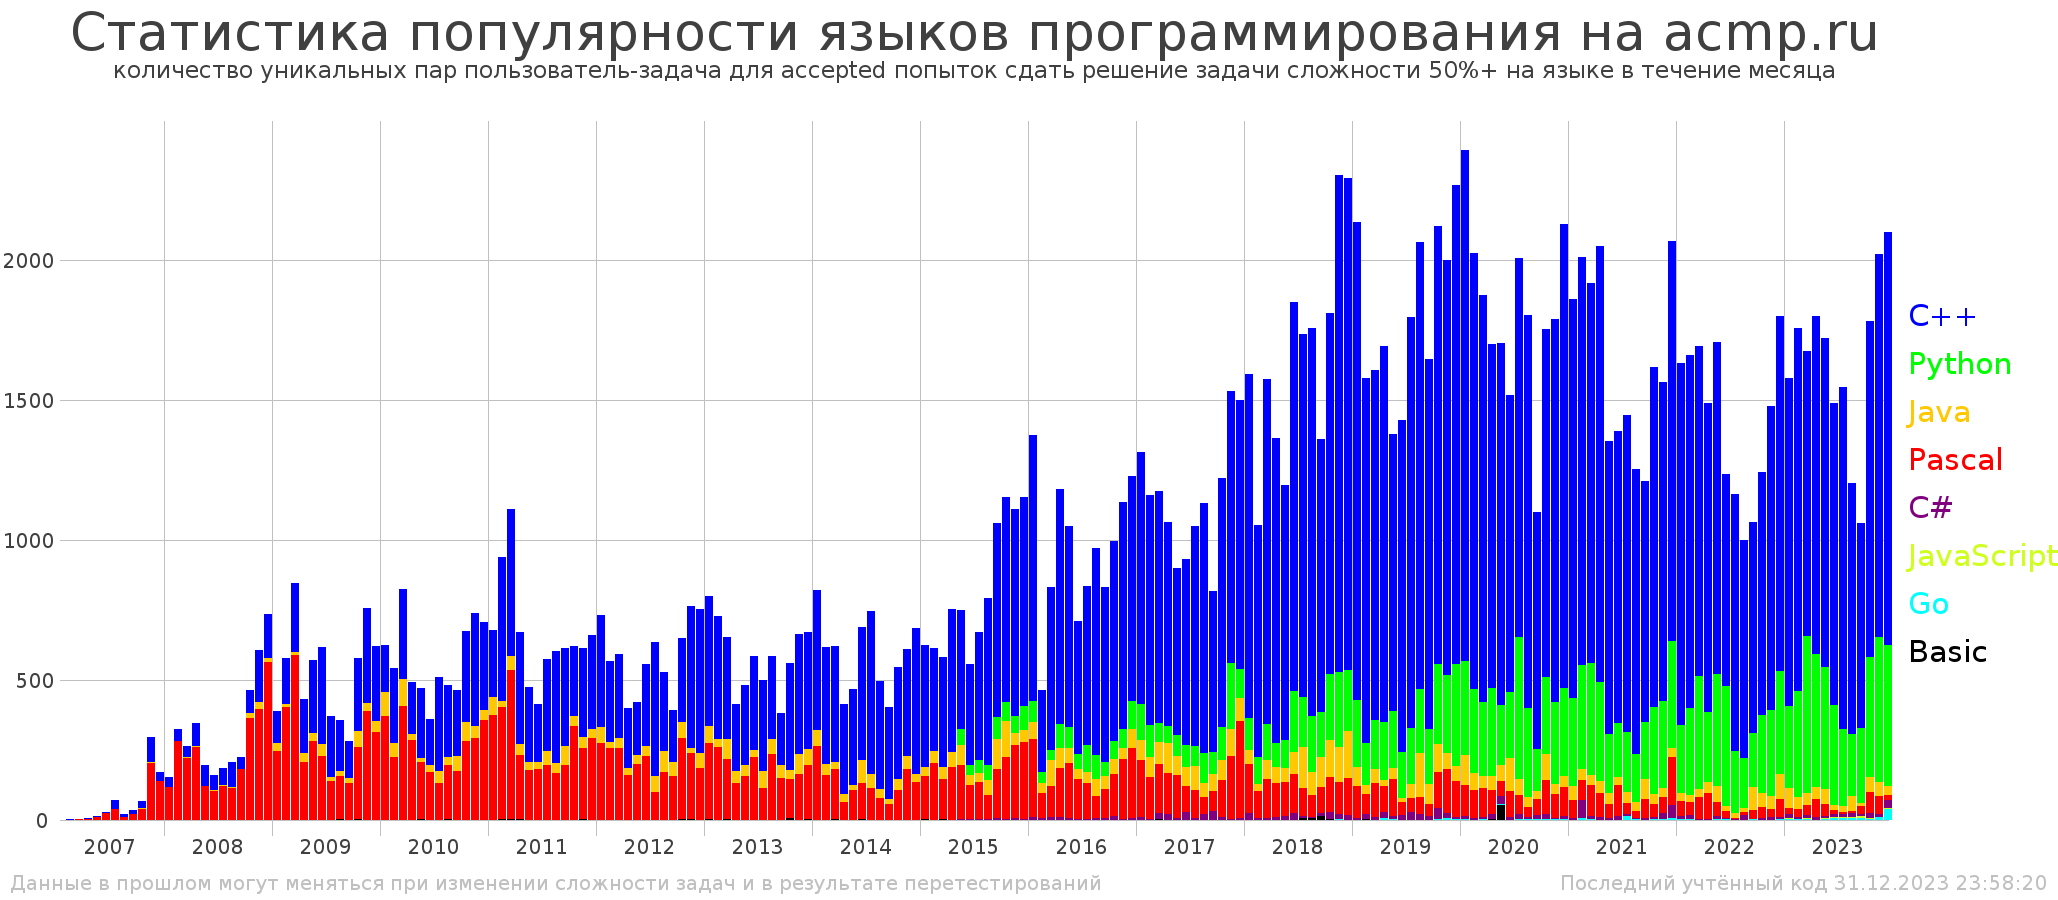 Статистика популярности языков программирования на acmp.ru
количество уникальных пар пользователь-задача для accepted попыток сдать решение задачи сложности 50%+ на языке в течение месяца
2000
1500
1000
500
0
C++
Python
Java
Pascal
C#
JavaScript
Go
Basic
2007 2008 2009 2010 2011 2012 2013 2014 2015 2016 2017 2018 2019 2020 2021 2022 2023
Данные в прошлом могут меняться при изменении сложности задач и в результате перетестирований
Последний учтённый код 31.12.2023 23:58:20